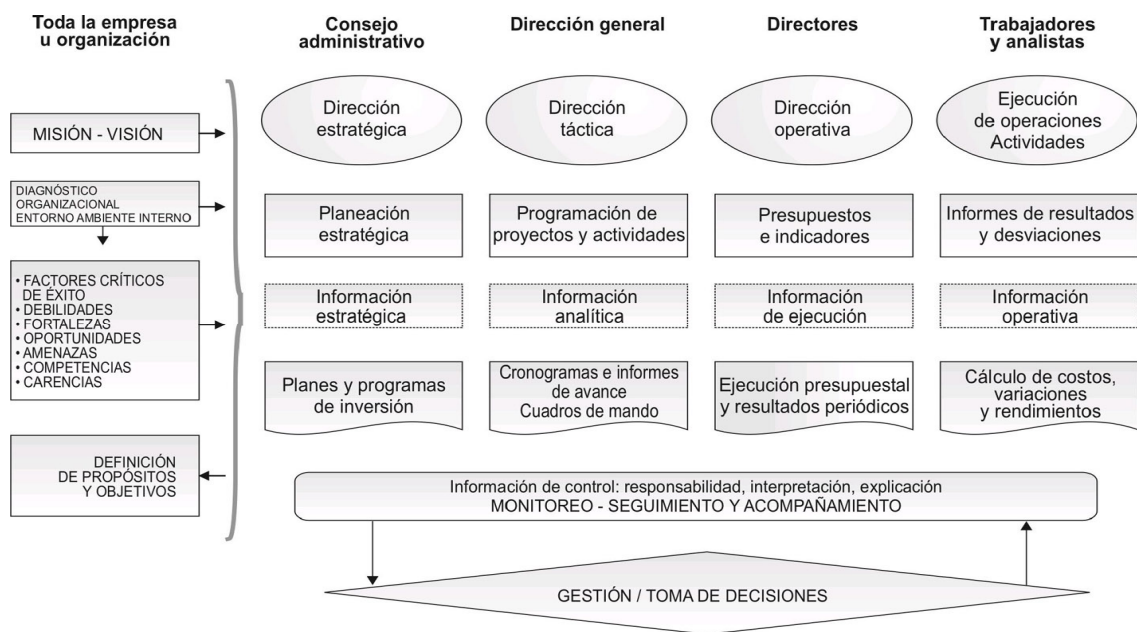 Toda la empresa
u organización
Consejo
administrativo
Dirección general
Directores
Trabajadores
y analistas
MISIÓN - VISIÓN
DIAGNÓSTICO
ORGANIZACIONAL
ENTORNO AMBIENTE INTERNO
• FACTORES CRÍTICOS
DE ÉXITO
• DEBILIDADES
• FORTALEZAS
• OPORTUNIDADES
• AMENAZAS
• COMPETENCIAS
• CARENCIAS
DEFINICIÓN
DE PROPÓSITOS
Y OBJETIVOS
Dirección
estratégica
Dirección
táctica
Dirección
operativa
Ejecución
de operaciones
Actividades
Planeación
estratégica
Programación de
proyectos y actividades
Presupuestos
e indicadores
Informes de resultados
y desviaciones
Información
estratégica
Información
analítica
Información
de ejecución
Información
operativa
Planes y programas
de inversión
Cronogramas e informes
de avance
Cuadros de mando
Ejecución presupuestal
y resultados periódicos
Cálculo de costos,
variaciones
y rendimientos
Información de control: responsabilidad, interpretación, explicación
MONITOREO - SEGUIMIENTO Y ACOMPAÑAMIENTO
GESTIÓN / TOMA DE DECISIONES